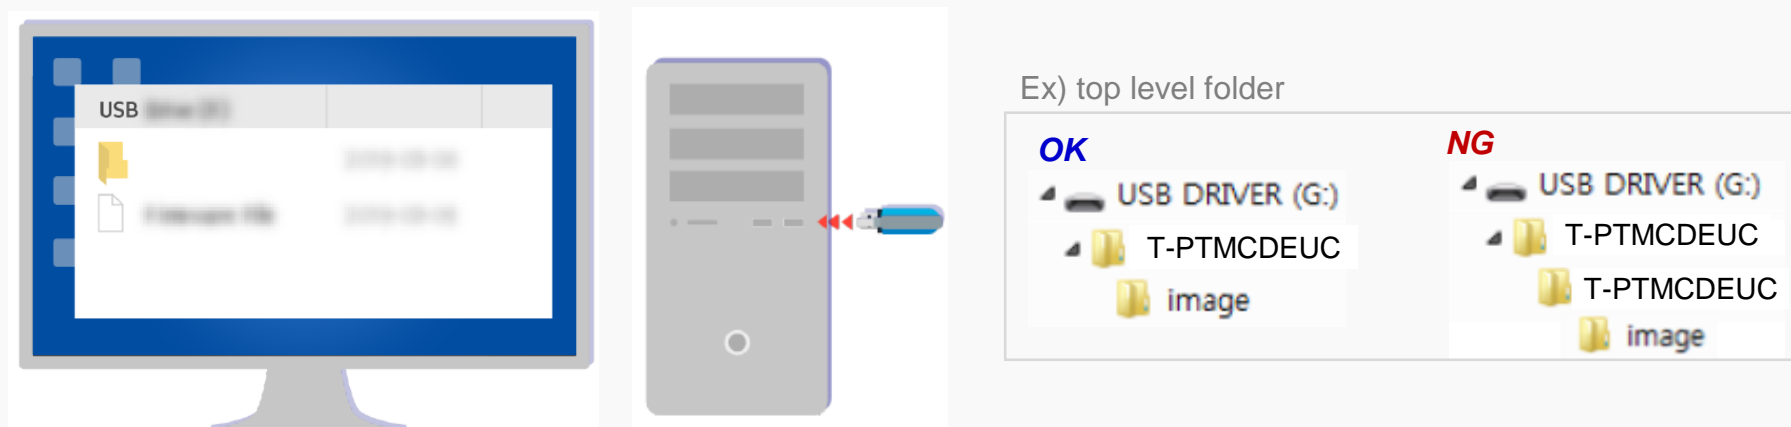 USB
Ex) top level folder
OK
USB DRIVER (G:)
T-PTMCDEUC
image
NG
USB DRIVER (G:)
T-PTMCDEUC
T-PTMCDEUC
image